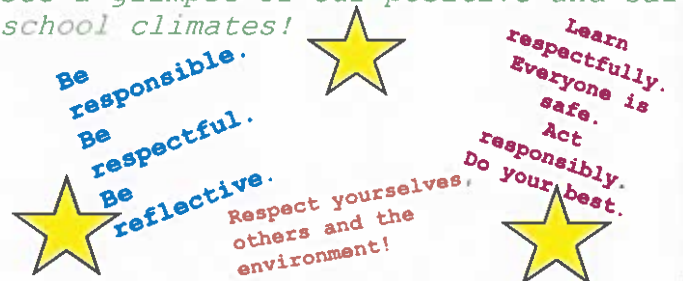 school climates!
Be
responsible.
Be
respectful.
Be
reflective.
Learn
respectfully.
Everyone is
safe.
Act
responsibly.
Do your best.
Respect yourselves,
others and the
environment!